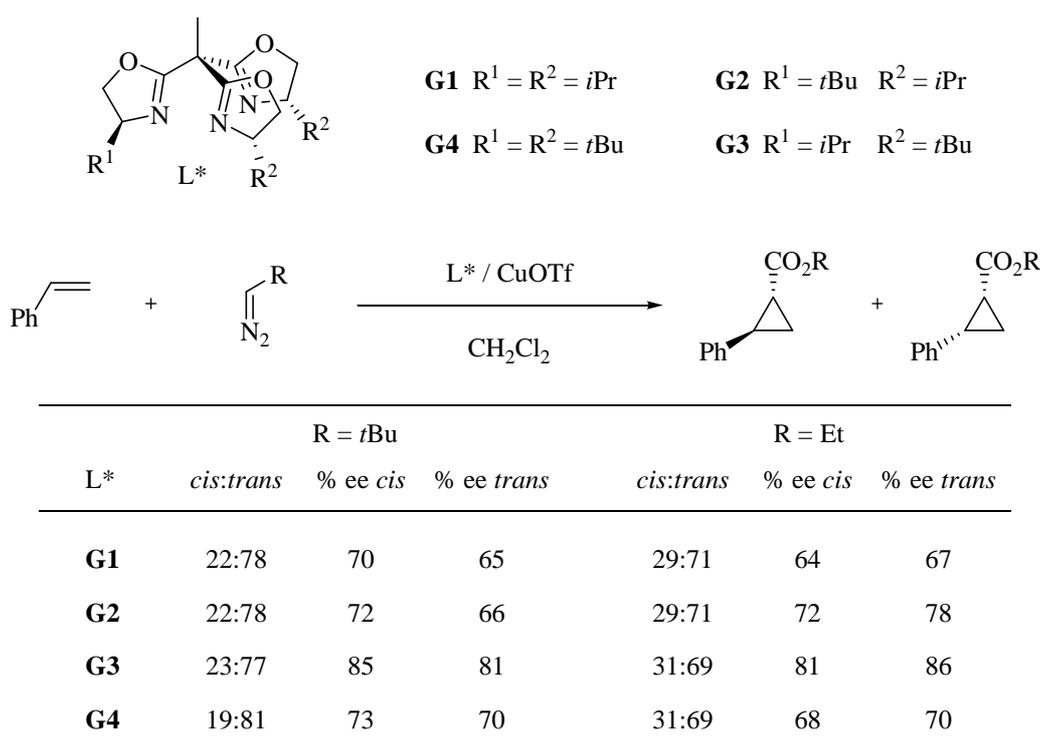 O
O
O
N
N
N
R¹
R²
R²
L*
G1 R¹ = R² = iPr
G2 R¹ = tBu R² = iPr
G4 R¹ = R² = tBu
G3 R¹ = iPr R² = tBu
Ph
+
R
N₂
L* / CuOTf
CH₂Cl₂
CO₂R
Ph
+
CO₂R
Ph
R = tBu R = Et
L* cis:trans % ee cis % ee trans cis:trans % ee cis % ee trans
G1 22:78 70 65 29:71 64 67
G2 22:78 72 66 29:71 72 78
G3 23:77 85 81 31:69 81 86
G4 19:81 73 70 31:69 68 70